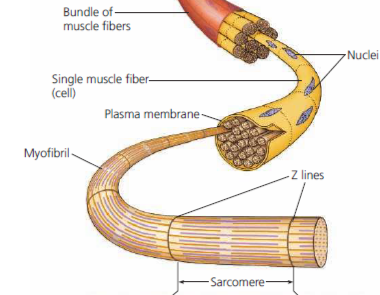 Bundle of
muscle fibers
Nuclei
Single muscle fiber
(cell)
Plasma membrane
Myofibril
Z lines
Sarcomere